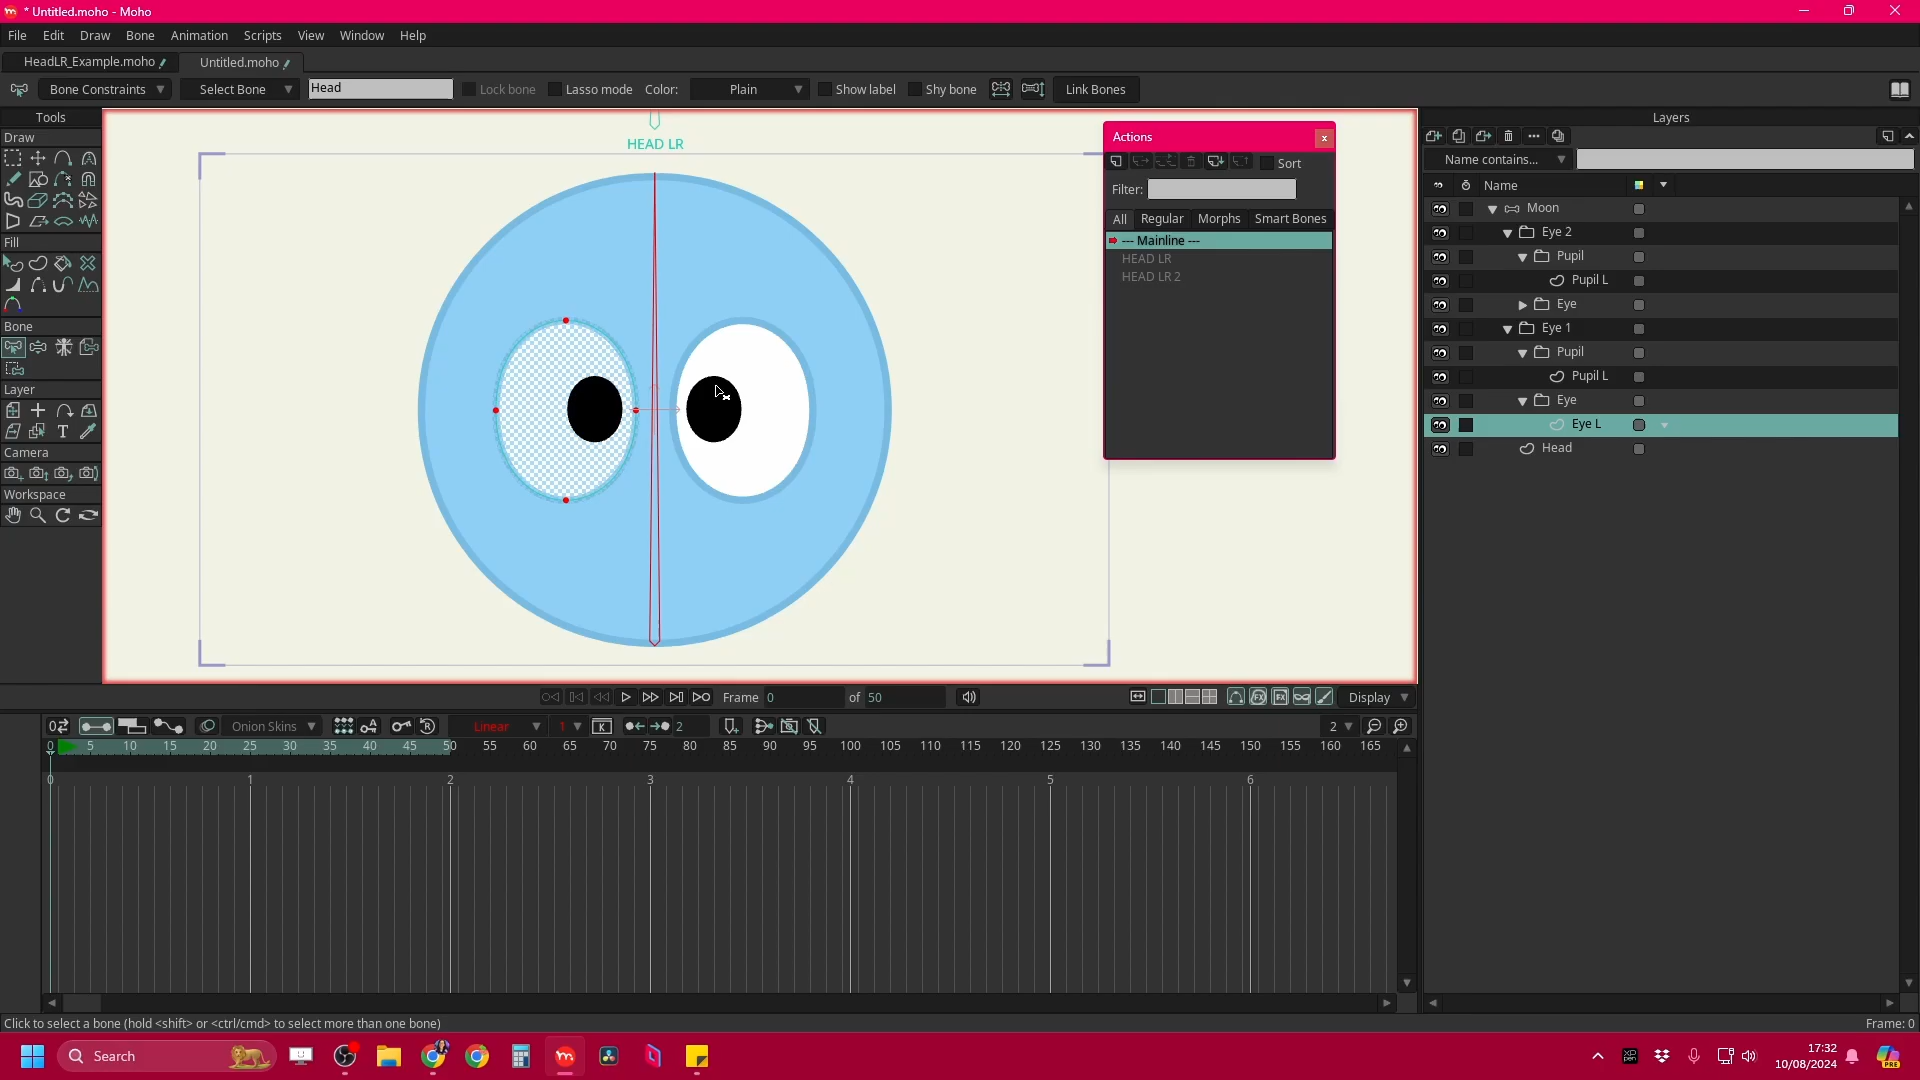 * Untitled.moho - Moho
File Edit Draw Bone Animation Scripts View Window Help
HeadLR_Example.moho Untitled.moho
Bone Constraints Select Bone Head Lock bone Lasso mode Color: Plain Show label Shy bone Link Bones
Tools
Draw
Fill
Bone
Layer
Camera
Workspace
HEAD LR
Actions
Sort
Filter:
All Regular Morphs Smart Bones
--- Mainline ---
HEAD LR
HEAD LR 2
Layers
Name contains...
Name
Moon
Eye 2
Pupil
Pupil L
Eye
Eye 1
Pupil
Pupil L
Eye
Eye L
Head
Frame 0 of 50 Display
Onion Skins Linear 1 2 2
0 5 10 15 20 25 30 35 40 45 50 55 60 65 70 75 80 85 90 95 100 105 110 115 120 125 130 135 140 145 150 155 160 165
0 1 2 3 4 5 6
Click to select a bone (hold <shift> or <ctrl/cmd> to select more than one bone) Frame: 0
Search
17:32
10/08/2024